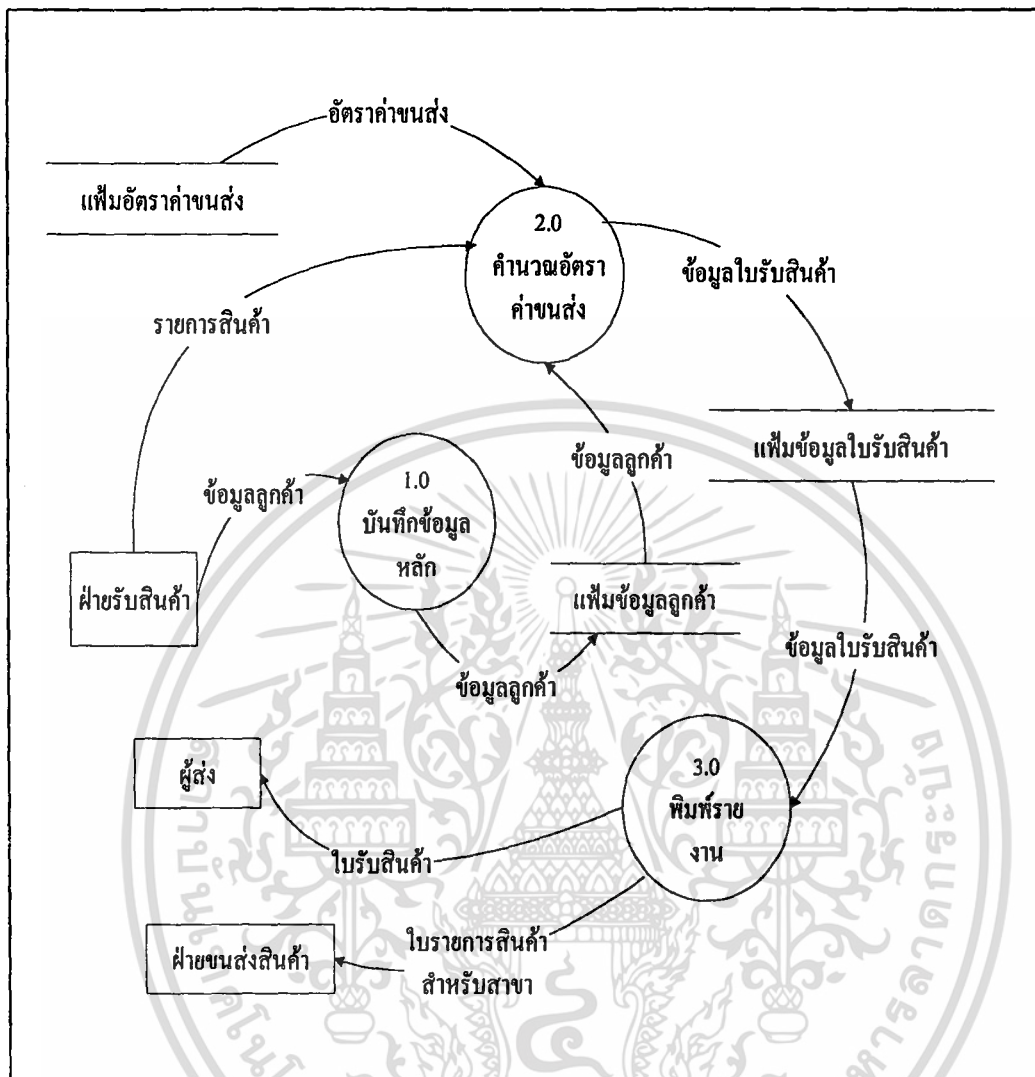 อัตราค่าขนส่ง
แฟ้มอัตราค่าขนส่ง
2.0
คำนวณอัตรา
ค่าขนส่ง
ข้อมูลใบรับสินค้า
รายการสินค้า
แฟ้มข้อมูลใบรับสินค้า
ข้อมูลลูกค้า
1.0
บันทึกข้อมูล
หลัก
ข้อมูลลูกค้า
ฝ่ายรับสินค้า
แฟ้มข้อมูลลูกค้า
ข้อมูลใบรับสินค้า
ข้อมูลลูกค้า
ผู้ส่ง
3.0
พิมพ์ราย
งาน
ใบรับสินค้า
ฝ่ายขนส่งสินค้า
ใบรายการสินค้า
สำหรับสาขา